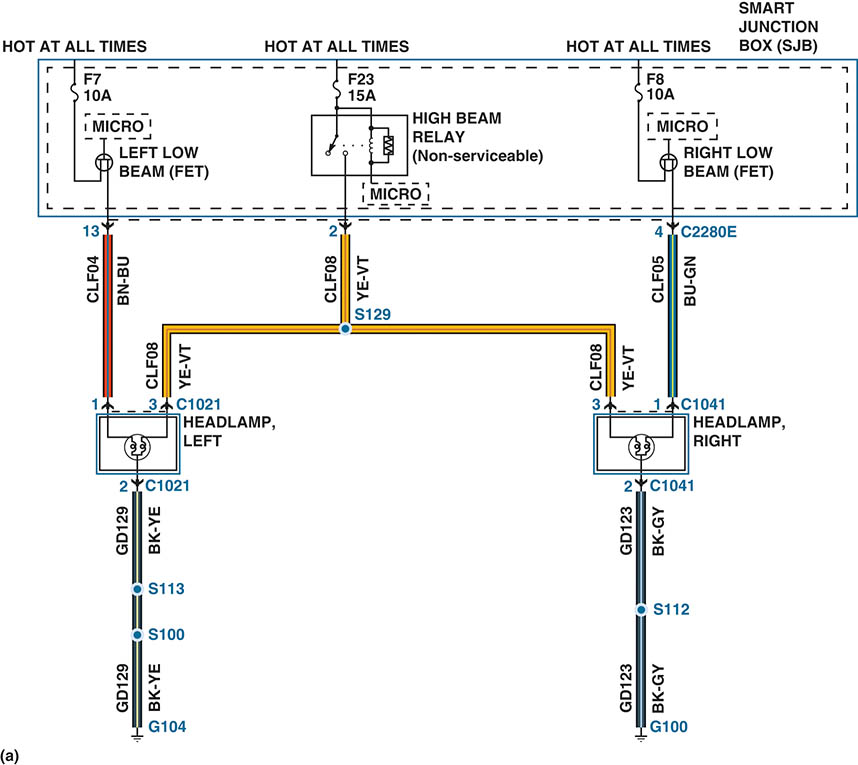 SMART
JUNCTION
BOX (SJB)
HOT AT ALL TIMES
HOT AT ALL TIMES
HOT AT ALL TIMES
F7
10A
F23
15A
F8
10A
MICRO
LEFT LOW
BEAM (FET)
HIGH BEAM
RELAY
(Non-serviceable)
MICRO
MICRO
RIGHT LOW
BEAM (FET)
13
2
4
C2280E
CLF04
BN-BU
CLF08
YE-VT
CLF05
BU-GN
S129
CLF08
YE-VT
CLF08
YE-VT
1
3
C1021
3
1
C1041
HEADLAMP,
LEFT
HEADLAMP,
RIGHT
2
C1021
2
C1041
GD129
BK-YE
GD123
BK-GY
S113
S112
S100
GD129
BK-YE
GD123
BK-GY
G104
G100
(a)